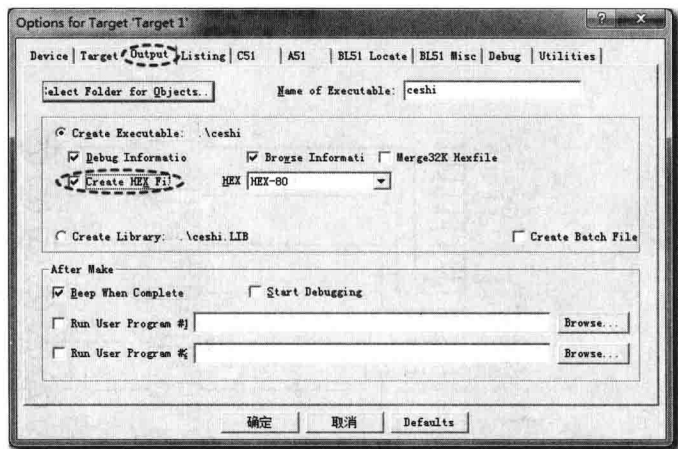 Options for Target 'Target 1'
Device Target Output Listing C51 A51 BL51 Locate BL51 Misc Debug Utilities
elect Folder for Objects.. Name of Executable: ceshi
Create Executable: .\ceshi
Debug Informatio Browse Informati Merge32K Hexfile
Create HEX Fi HEX HEX-80
Create Library: .\ceshi.LIB Create Batch File
After Make
Beep When Complete Start Debugging
Run User Program #1 Browse...
Run User Program #2 Browse...
确定 取消 Defaults